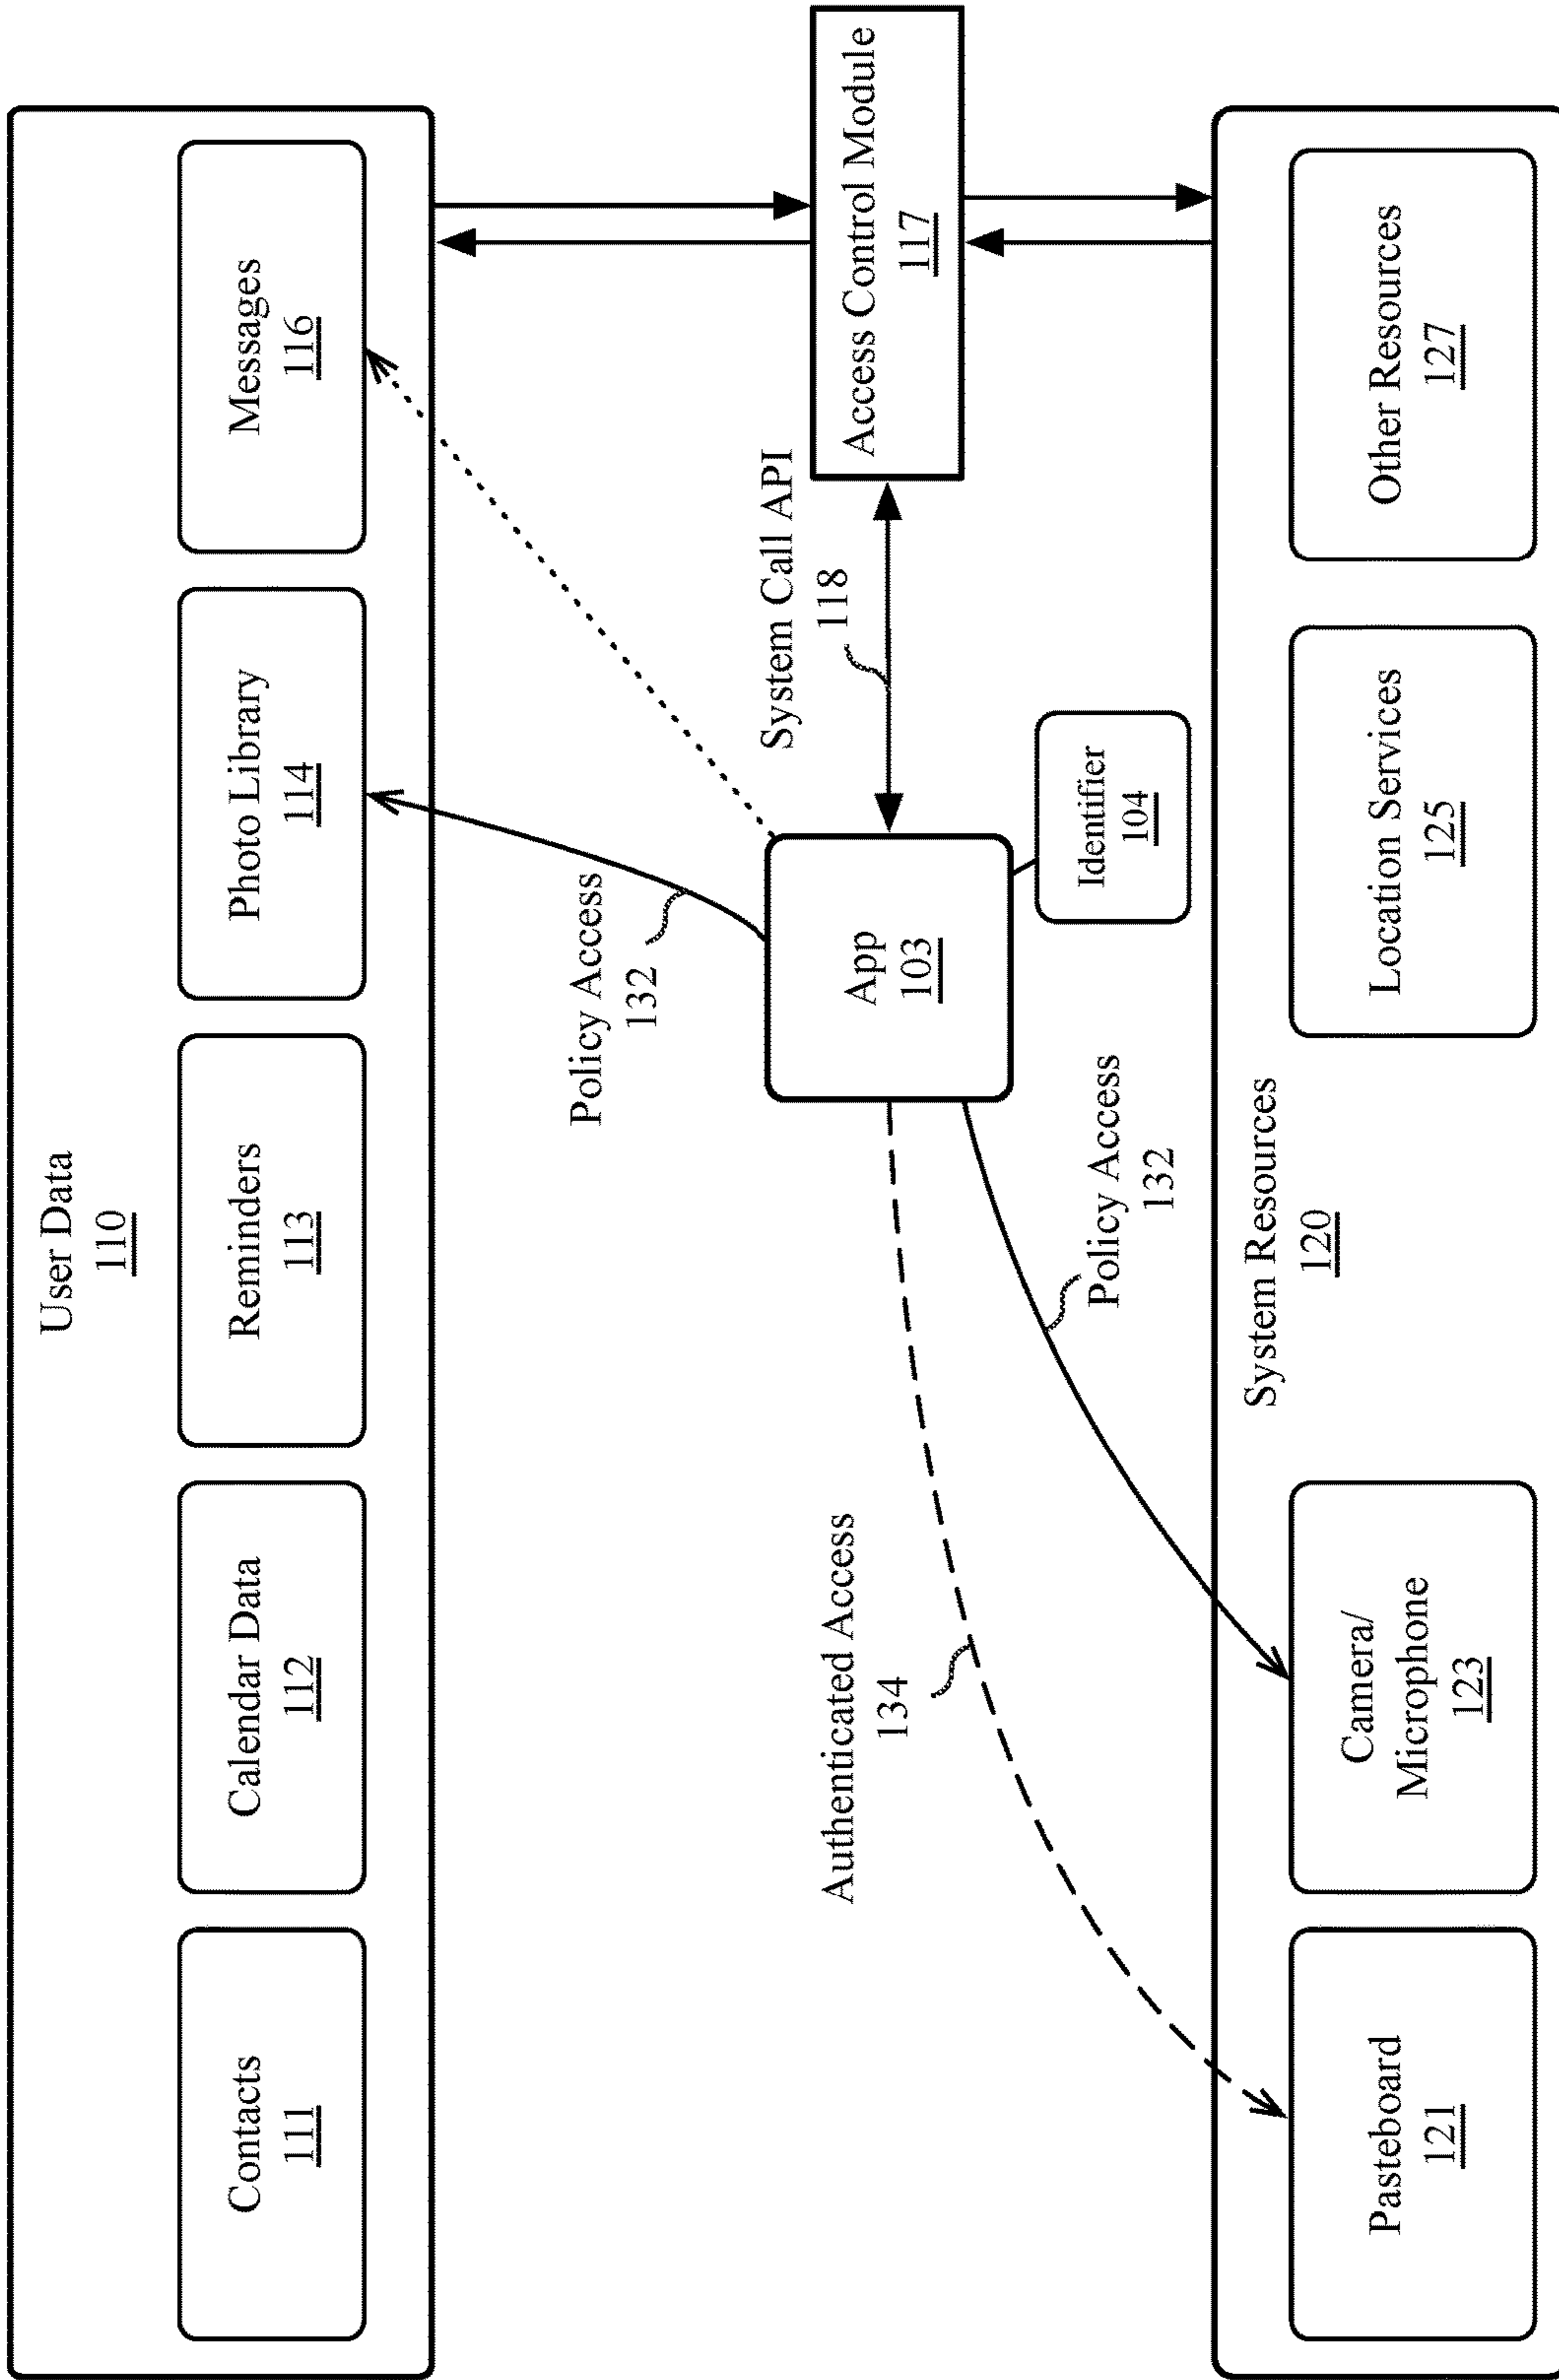 User Data
110
Contacts
111
Calendar Data
112
Reminders
113
Photo Library
114
Messages
116
Policy Access
132
System Call API
118
Access Control Module
117
App
103
Identifier
104
Authenticated Access
134
Policy Access
132
System Resources
120
Pasteboard
121
Camera/
Microphone
123
Location Services
125
Other Resources
127